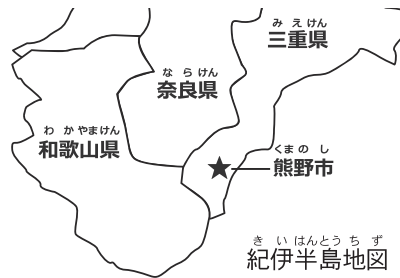 みえけん
三重県
ならけん
奈良県
わかやまけん
和歌山県
くまのし
熊野市
きいはんとうちず
紀伊半島地図